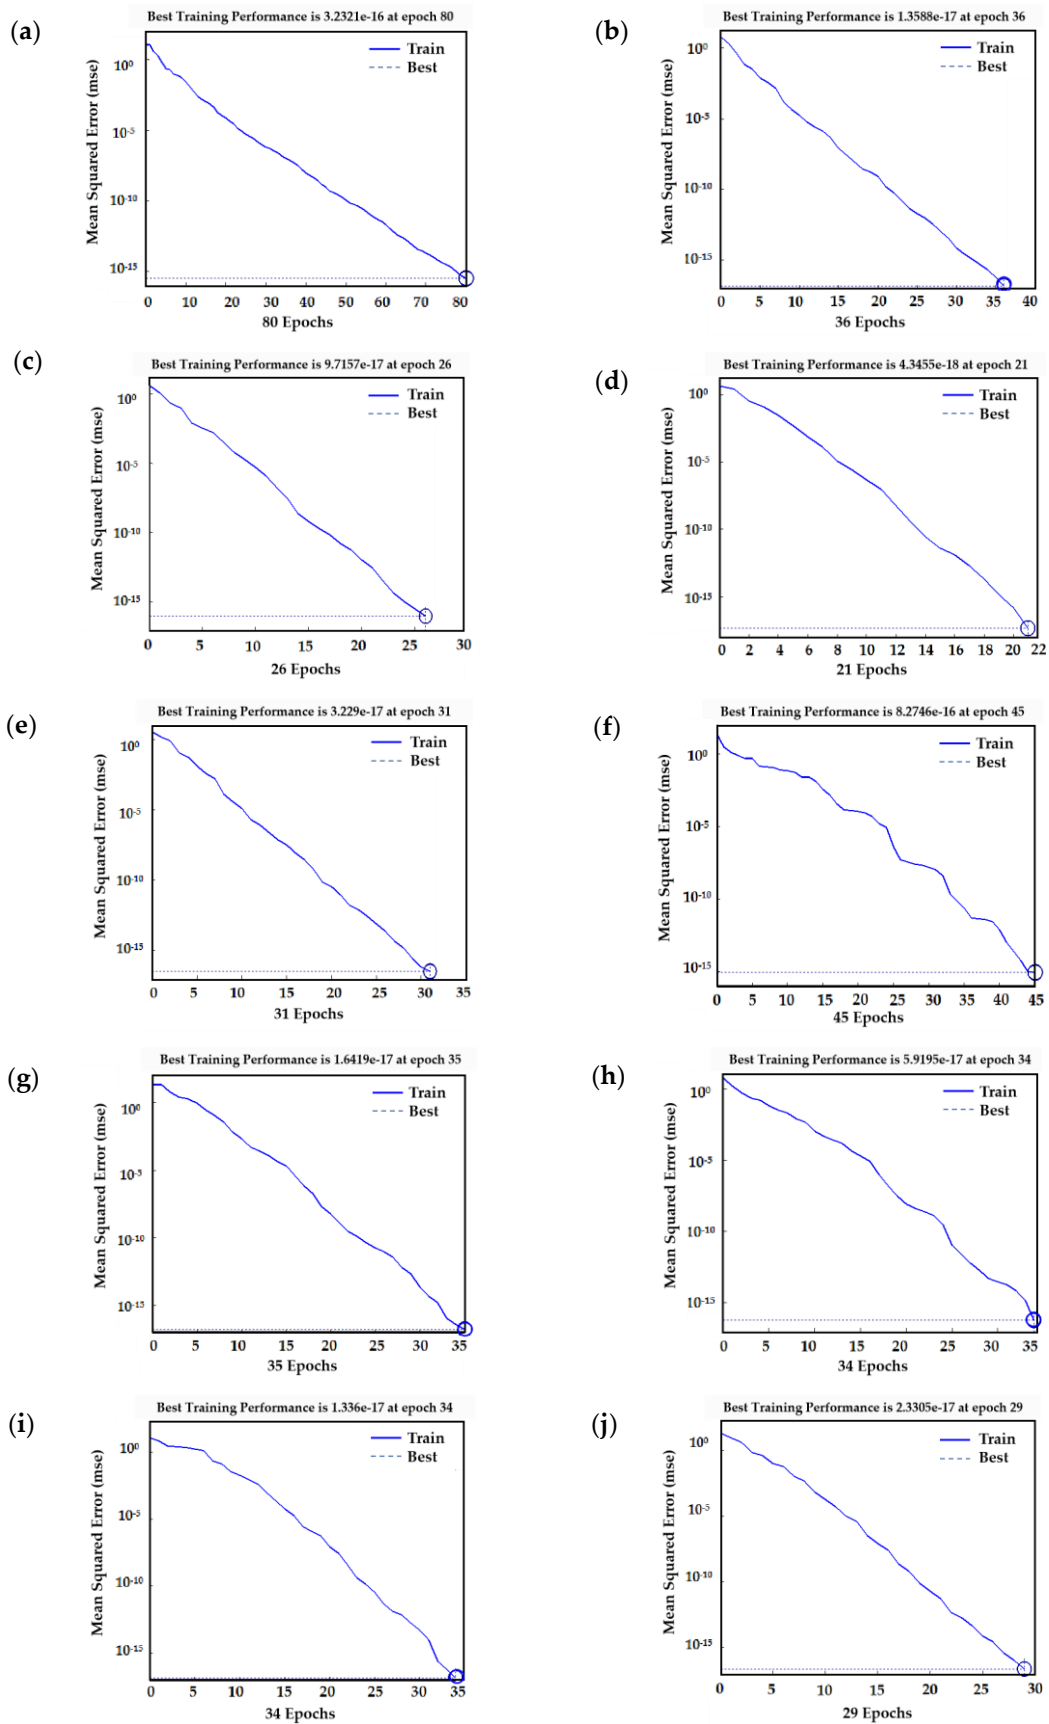 (a)
Best Training Performance is 3.2321e-16 at epoch 80
Mean Squared Error (mse)
10⁰
10⁻⁵
10⁻¹⁰
10⁻¹⁵
Train
Best
0 10 20 30 40 50 60 70 80
80 Epochs
(b)
Best Training Performance is 1.3588e-17 at epoch 36
Mean Squared Error (mse)
10⁰
10⁻⁵
10⁻¹⁰
10⁻¹⁵
Train
Best
0 5 10 15 20 25 30 35 40
36 Epochs
(c)
Best Training Performance is 9.7157e-17 at epoch 26
Mean Squared Error (mse)
10⁰
10⁻⁵
10⁻¹⁰
10⁻¹⁵
Train
Best
0 5 10 15 20 25 30
26 Epochs
(d)
Best Training Performance is 4.3455e-18 at epoch 21
Mean Squared Error (mse)
10⁰
10⁻⁵
10⁻¹⁰
10⁻¹⁵
Train
Best
0 2 4 6 8 10 12 14 16 18 20 22
21 Epochs
(e)
Best Training Performance is 3.229e-17 at epoch 31
Mean Squared Error (mse)
10⁰
10⁻⁵
10⁻¹⁰
10⁻¹⁵
Train
Best
0 5 10 15 20 25 30 35
31 Epochs
(f)
Best Training Performance is 8.2746e-16 at epoch 45
Mean Squared Error (mse)
10⁰
10⁻⁵
10⁻¹⁰
10⁻¹⁵
Train
Best
0 5 10 15 20 25 30 35 40 45
45 Epochs
(g)
Best Training Performance is 1.6419e-17 at epoch 35
Mean Squared Error (mse)
10⁰
10⁻⁵
10⁻¹⁰
10⁻¹⁵
Train
Best
0 5 10 15 20 25 30 35
35 Epochs
(h)
Best Training Performance is 5.9195e-17 at epoch 34
Mean Squared Error (mse)
10⁰
10⁻⁵
10⁻¹⁰
10⁻¹⁵
Train
Best
0 5 10 15 20 25 30 35
34 Epochs
(i)
Best Training Performance is 1.336e-17 at epoch 34
Mean Squared Error (mse)
10⁰
10⁻⁵
10⁻¹⁰
10⁻¹⁵
Train
Best
0 5 10 15 20 25 30 35
34 Epochs
(j)
Best Training Performance is 2.3305e-17 at epoch 29
Mean Squared Error (mse)
10⁰
10⁻⁵
10⁻¹⁰
10⁻¹⁵
Train
Best
0 5 10 15 20 25 30
29 Epochs